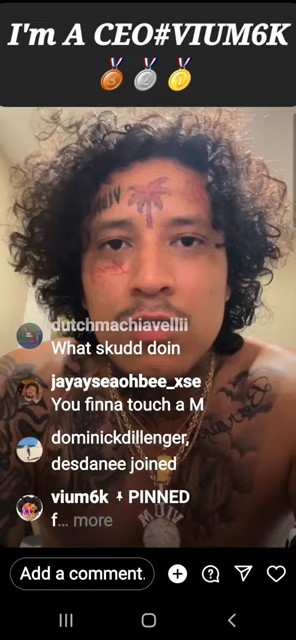 I'm A CEO#VIUM6K
dutchmachiavellii
What skudd doin
jayayseaohbee_xse
You finna touch a M
dominickdillenger,
desdanee joined
vium6k PINNED
f... more
Add a comment.